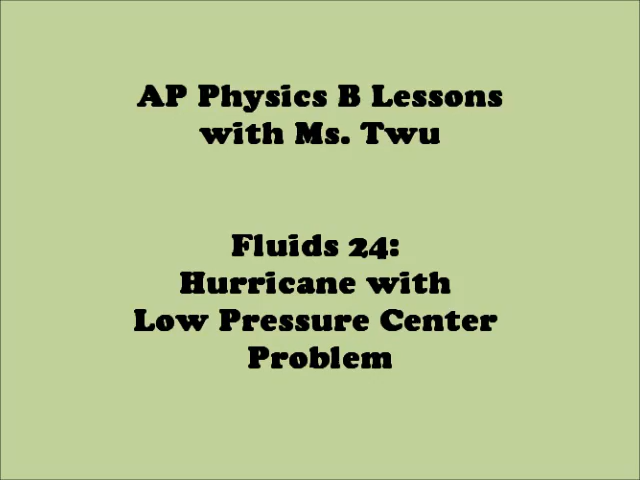 AP Physics B Lessons
with Ms. Twu
Fluids 24:
Hurricane with
Low Pressure Center
Problem